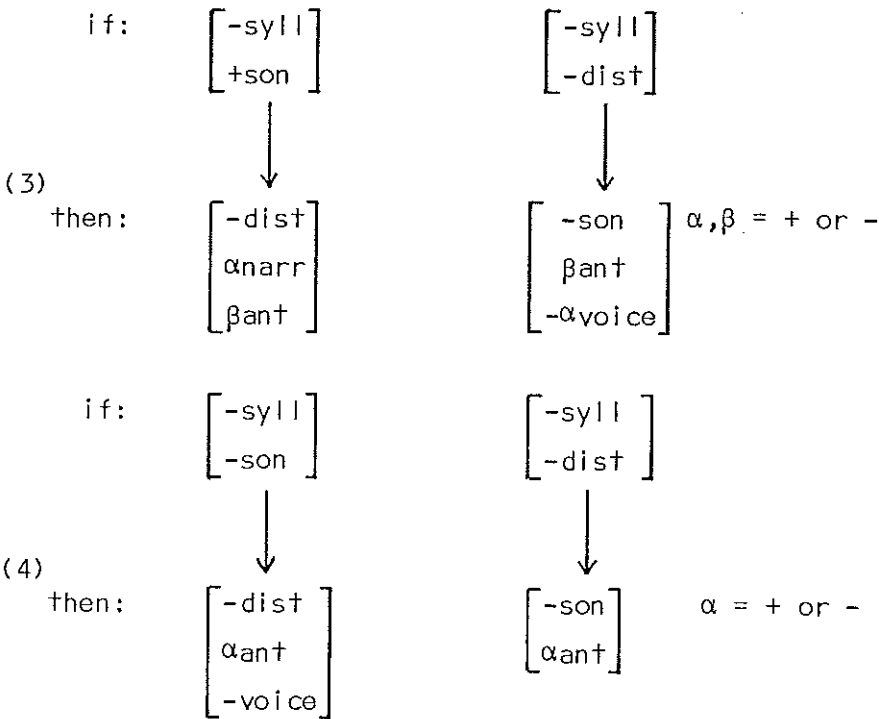 if: [-syll [-syll
+son] -dist]
(3)
then: [-dist [-son α,β = + or -
αnarr βant
βant] -αvoice]
if: [-syll [-syll
-son] -dist]
(4)
then: [-dist [-son α = + or -
αant αant]
-voice]